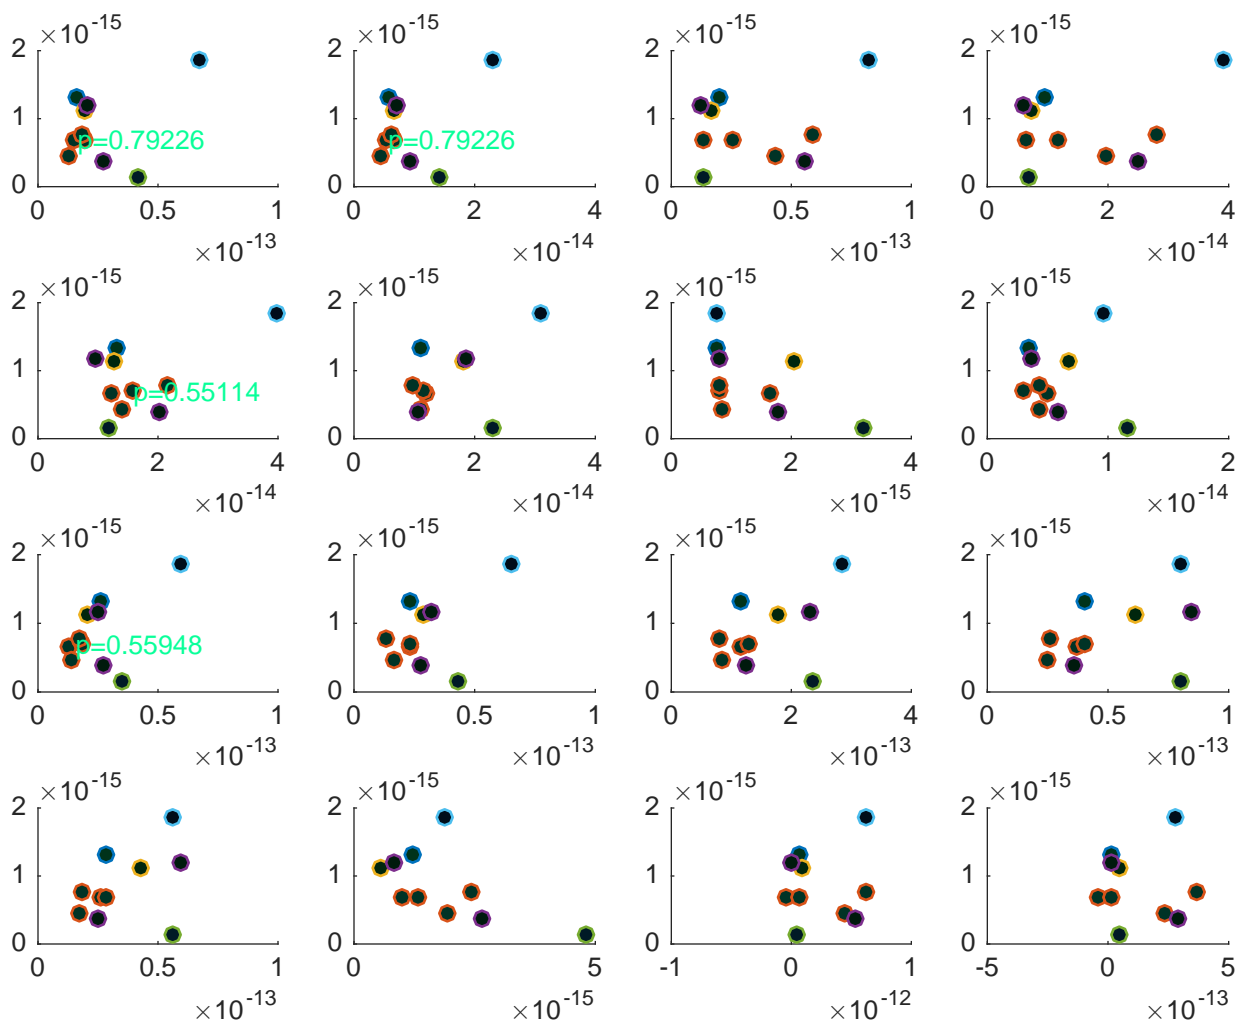 ×10-15 ×10-15 ×10-15 ×10-15
2 2 2 2
1 1 1 1
p=0.79226 p=0.79226
0 0 0 0
0 0.5 1 0 2 4 0 0.5 1 0 2 4
×10-13 ×10-14 ×10-13 ×10-14
×10-15 ×10-15 ×10-15 ×10-15
2 2 2 2
1 1 1 1
p=0.55114
0 0 0 0
0 2 4 0 2 4 0 2 4 0 1 2
×10-14 ×10-14 ×10-15 ×10-14
×10-15 ×10-15 ×10-15 ×10-15
2 2 2 2
1 1 1 1
p=0.55948
0 0 0 0
0 0.5 1 0 0.5 1 0 2 4 0 0.5 1
×10-13 ×10-13 ×10-13 ×10-13
×10-15 ×10-15 ×10-15 ×10-15
2 2 2 2
1 1 1 1
0 0 0 0
0 0.5 1 0 5 -1 0 1 -5 0 5
×10-13 ×10-15 ×10-12 ×10-13